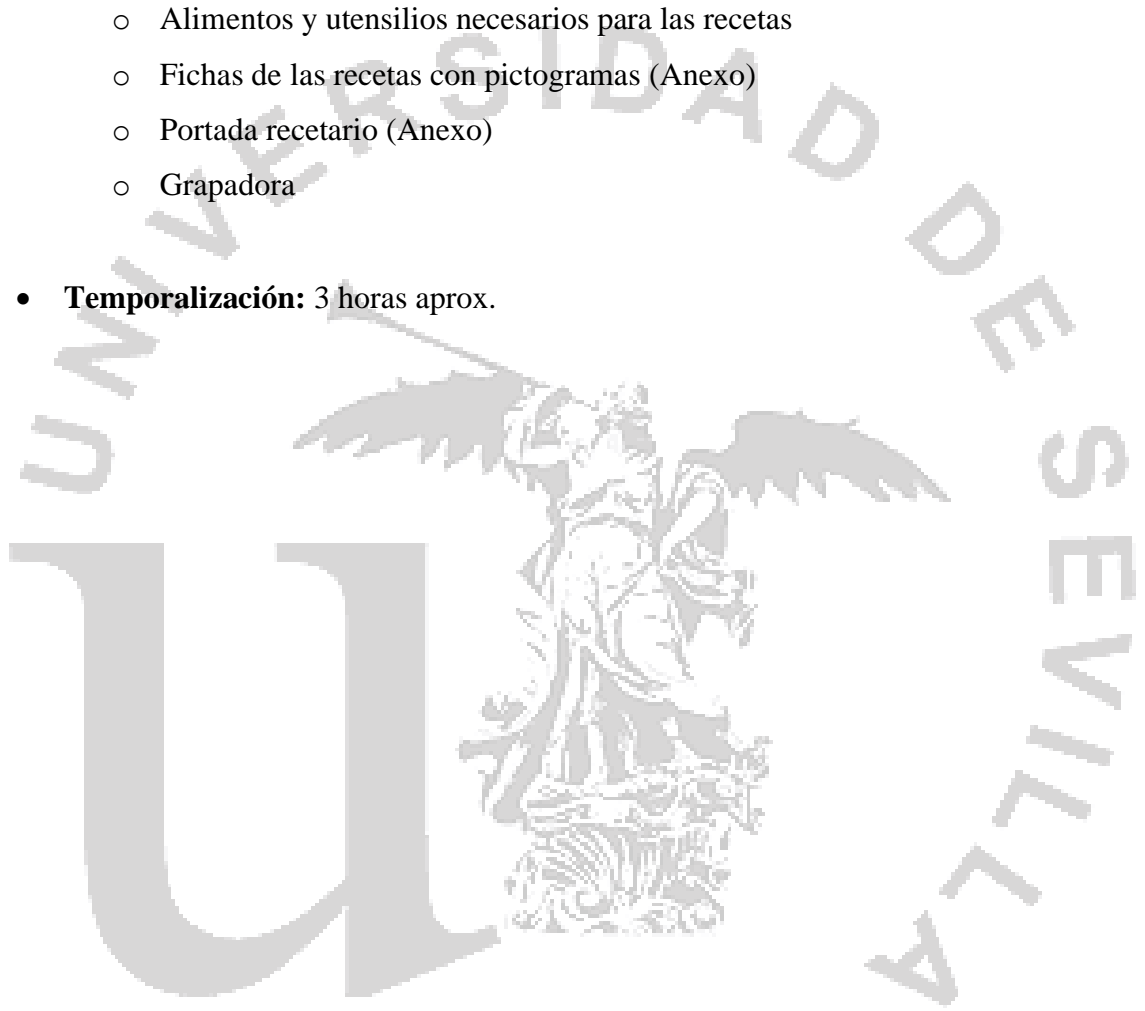 o Alimentos y utensilios necesarios para las recetas
o Fichas de las recetas con pictogramas (Anexo)
o Portada recetario (Anexo)
o Grapadora
• Temporalización: 3 horas aprox.
UNIVERSIDAD DE SEVILLA
u